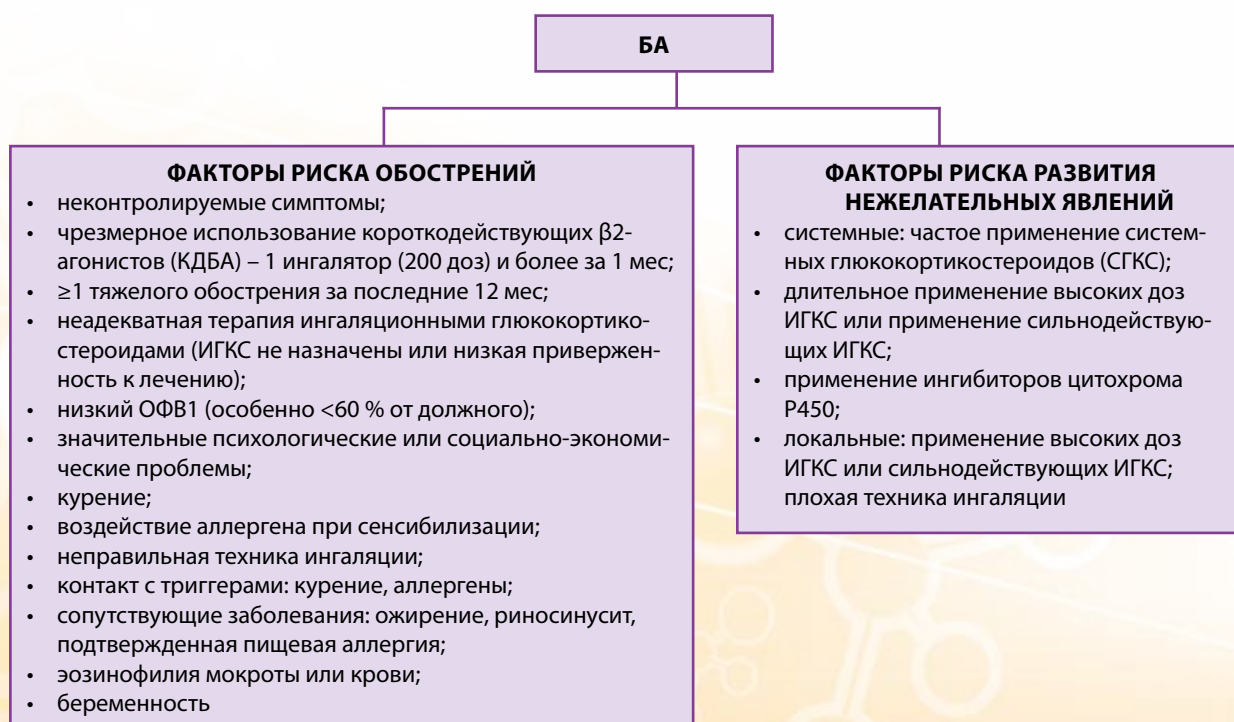 БА
ФАКТОРЫ РИСКА ОБОСТРЕНИЙ
• неконтролируемые симптомы;
• чрезмерное использование короткодействующих β2-
агонистов (КДБА) – 1 ингалятор (200 доз) и более за 1 мес;
• ≥1 тяжелого обострения за последние 12 мес;
• неадекватная терапия ингаляционными глюкокортико-
стероидами (ИГКС не назначены или низкая привержен-
ность к лечению);
• низкий ОФВ1 (особенно <60 % от должного);
• значительные психологические или социально-экономи-
ческие проблемы;
• курение;
• воздействие аллергена при сенсибилизации;
• неправильная техника ингаляции;
• контакт с триггерами: курение, аллергены;
• сопутствующие заболевания: ожирение, риносинусит,
подтвержденная пищевая аллергия;
• эозинофилия мокроты или крови;
• беременность
ФАКТОРЫ РИСКА РАЗВИТИЯ
НЕЖЕЛАТЕЛЬНЫХ ЯВЛЕНИЙ
• системные: частое применение систем-
ных глюкокортикостероидов (СГКС);
• длительное применение высоких доз
ИГКС или применение сильнодействую-
щих ИГКС;
• применение ингибиторов цитохрома
P450;
• локальные: применение высоких доз
ИГКС или сильнодействующих ИГКС;
плохая техника ингаляции